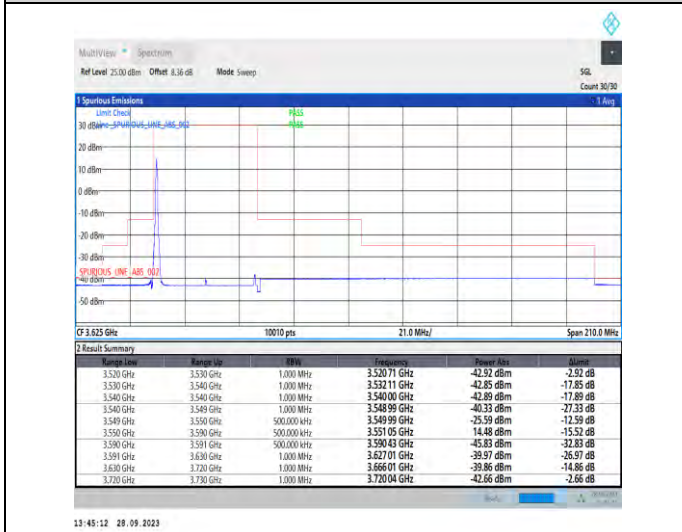 MultiView Spectrum
Ref Level 25.00 dBm Offset 8.36 dB Mode Sweep SGL
Count 30/30
1 Spurious Emissions 1 Avg
Limit Check PASS
30 dBm Line _SPURIOUS_LINE_ABS_002 PASS
20 dBm
10 dBm
0 dBm
-10 dBm
-20 dBm
-30 dBm
SPURIOUS_LINE_ABS_002
-40 dBm
-50 dBm
CF 3.625 GHz 10010 pts 21.0 MHz/ Span 210.0 MHz
2 Result Summary
Range Low Range Up RBW Frequency Power Abs ΔLimit
3.520 GHz 3.530 GHz 1.000 MHz 3.520 71 GHz -42.92 dBm -2.92 dB
3.530 GHz 3.540 GHz 1.000 MHz 3.532 11 GHz -42.85 dBm -17.85 dB
3.540 GHz 3.540 GHz 1.000 MHz 3.540 00 GHz -42.89 dBm -17.89 dB
3.540 GHz 3.549 GHz 1.000 MHz 3.548 99 GHz -40.33 dBm -27.33 dB
3.549 GHz 3.550 GHz 500.000 kHz 3.549 99 GHz -25.59 dBm -12.59 dB
3.550 GHz 3.590 GHz 500.000 kHz 3.551 05 GHz 14.48 dBm -15.52 dB
3.590 GHz 3.591 GHz 500.000 kHz 3.590 43 GHz -45.83 dBm -32.83 dB
3.591 GHz 3.630 GHz 1.000 MHz 3.627 01 GHz -39.97 dBm -26.97 dB
3.630 GHz 3.720 GHz 1.000 MHz 3.666 01 GHz -39.86 dBm -14.86 dB
3.720 GHz 3.730 GHz 1.000 MHz 3.720 04 GHz -42.66 dBm -2.66 dB
13:45:12 28.09.2023